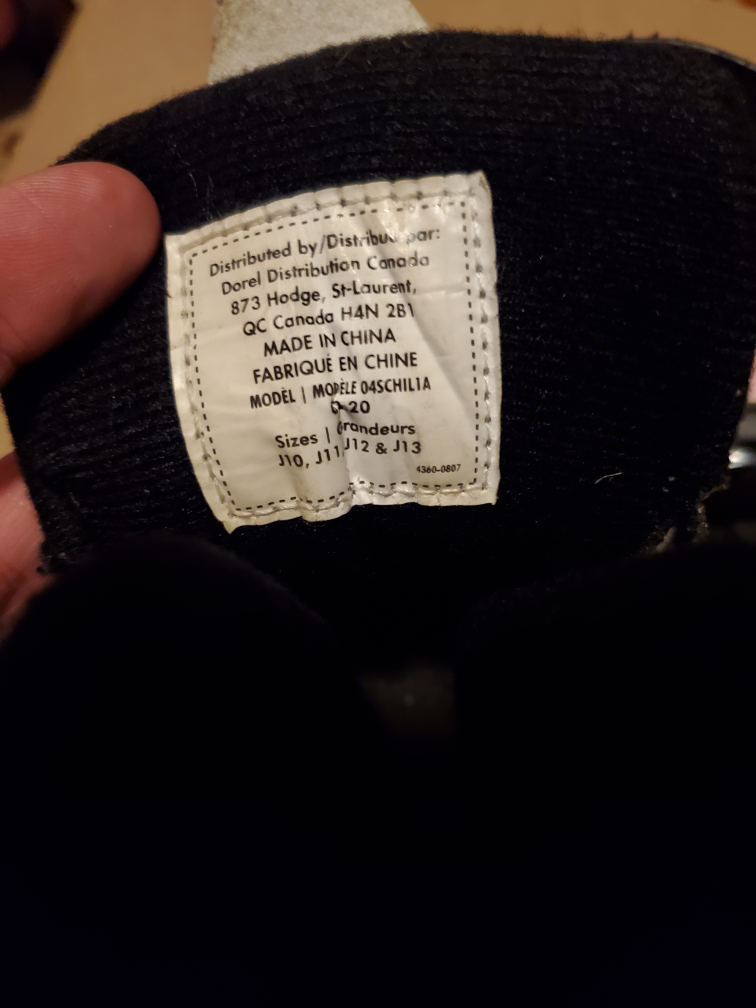 Distributed by/Distribué par:
Dorel Distribution Canada
873 Hodge, St-Laurent,
QC Canada H4N 2B1
MADE IN CHINA
FABRIQUÉ EN CHINE
MODEL | MODÈLE 04SCHIL1A
20
Sizes | Grandeurs
J10, J11, J12 & J13
4360-0807